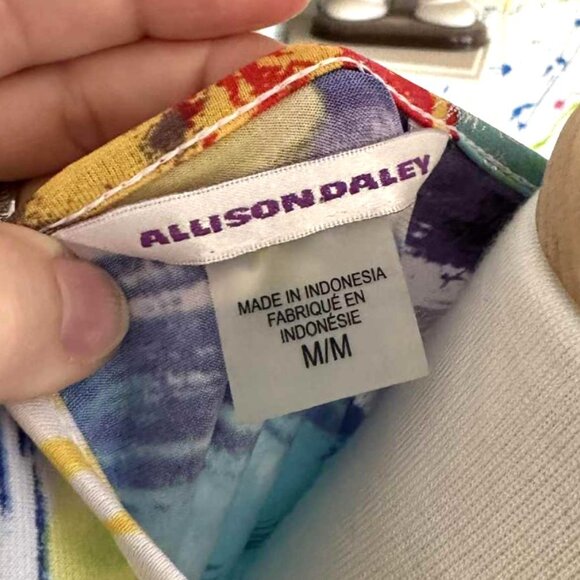 ALLISON DALEY
MADE IN INDONESIA
FABRIQUÉ EN
INDONÉSIE
M/M